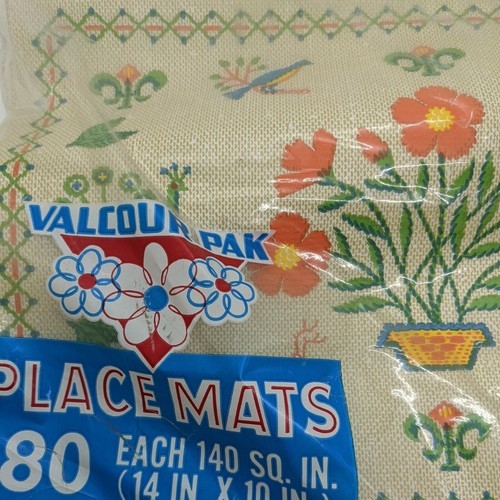 VALCOUR PAK
PLACE MATS
80 EACH 140 SQ. IN.
(14 IN. X 10 IN.)